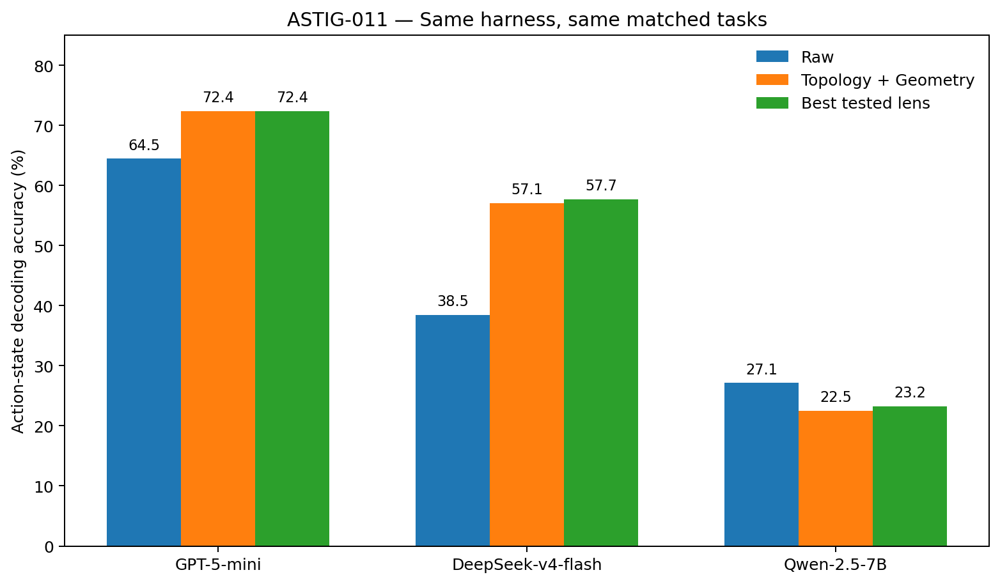 ASTIG-011 — Same harness, same matched tasks
Raw
Topology + Geometry
Best tested lens
Action-state decoding accuracy (%)
80
70
60
50
40
30
20
10
0
64.5
72.4
72.4
38.5
57.1
57.7
27.1
22.5
23.2
GPT-5-mini
DeepSeek-v4-flash
Qwen-2.5-7B